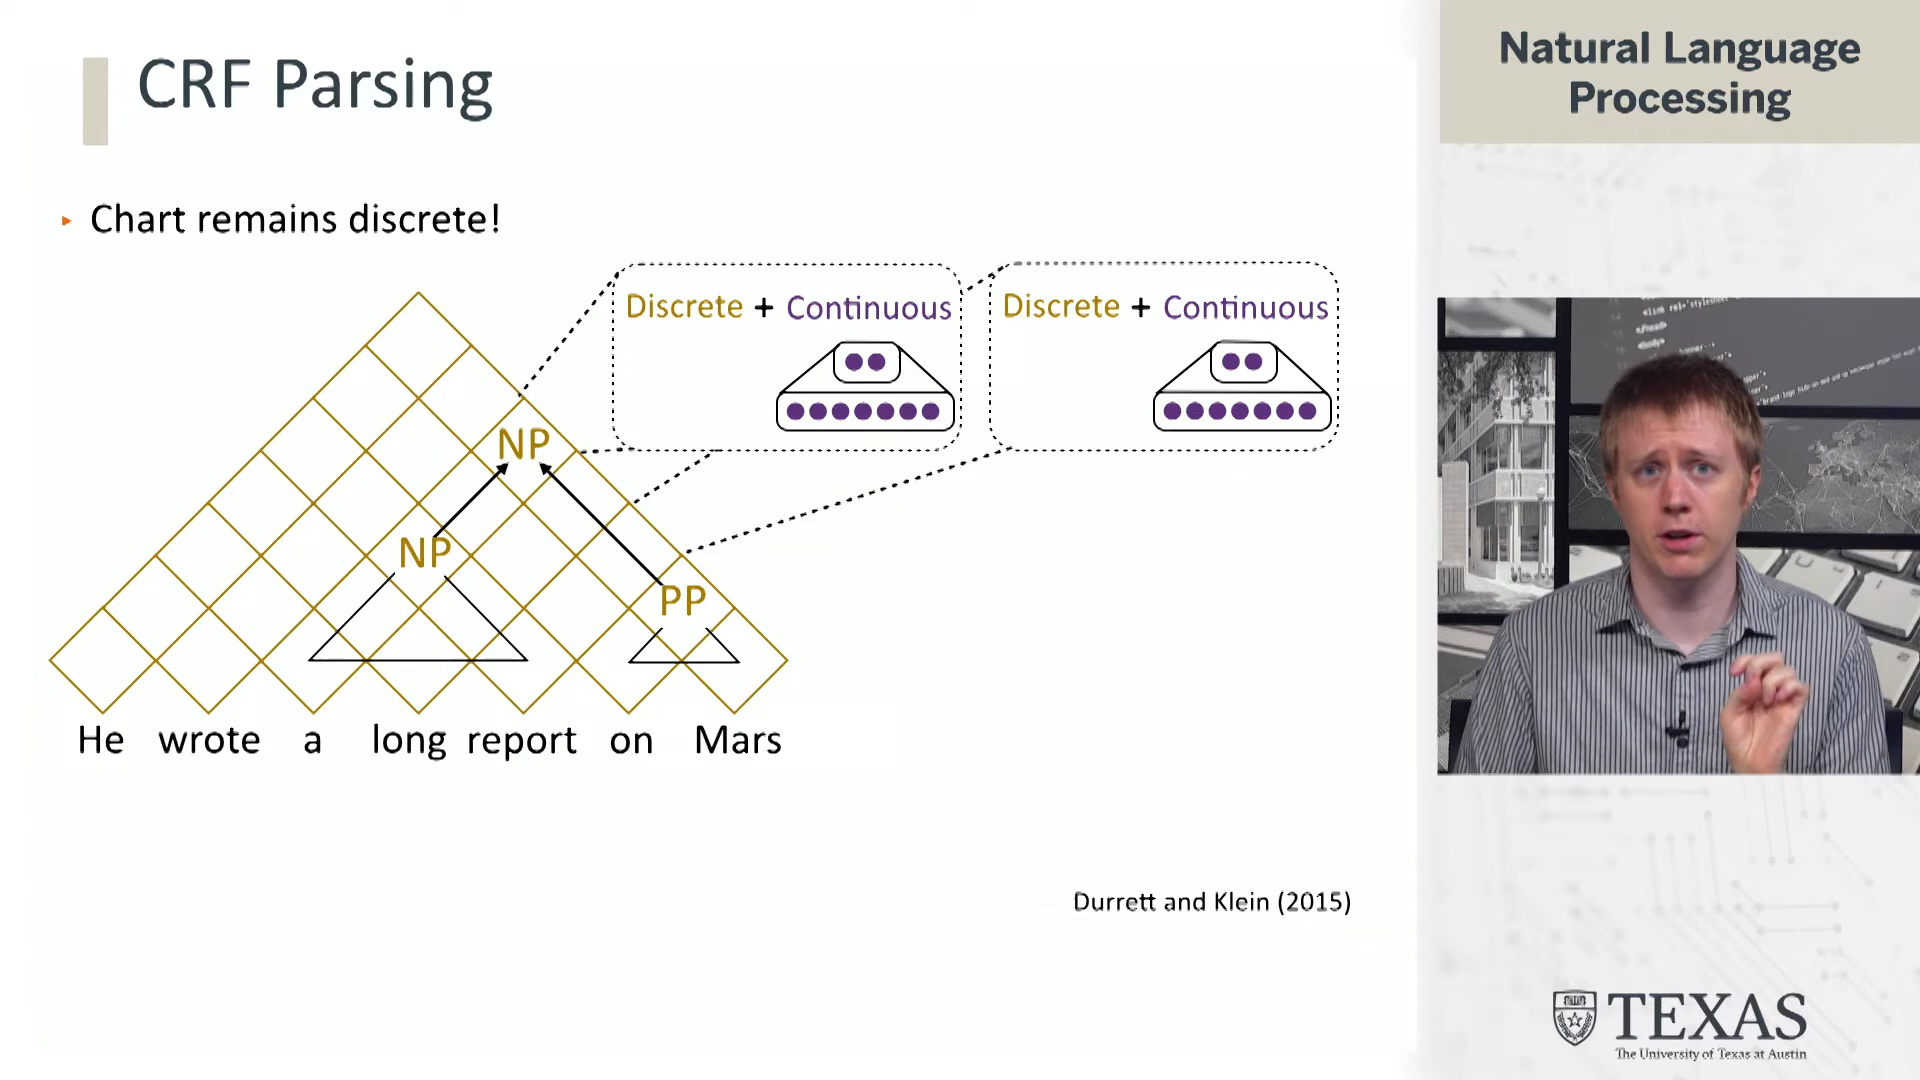 CRF Parsing
Natural Language
Processing
▸ Chart remains discrete!
Discrete + Continuous
Discrete + Continuous
NP
NP
PP
He wrote a long report on Mars
Durrett and Klein (2015)
TEXAS
The University of Texas at Austin